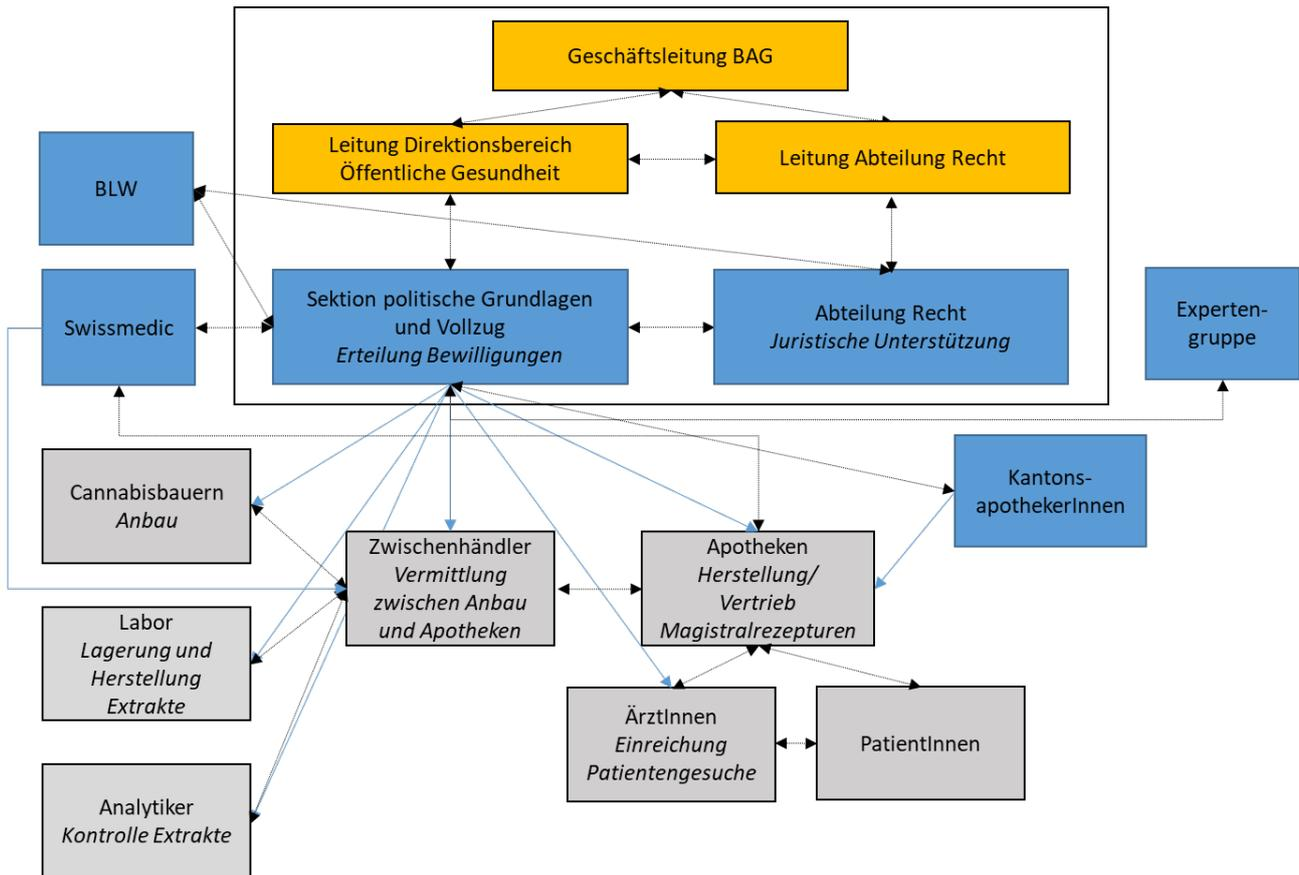 Geschäftsleitung BAG
Leitung Direktionsbereich
Öffentliche Gesundheit
Leitung Abteilung Recht
BLW
Swissmedic
Sektion politische Grundlagen
und Vollzug
Erteilung Bewilligungen
Abteilung Recht
Juristische Unterstützung
Experten-
gruppe
Cannabisbauern
Anbau
Kantons-
apothekerInnen
Zwischenhändler
Vermittlung
zwischen Anbau
und Apotheken
Apotheken
Herstellung/
Vertrieb
Magistralrezepturen
Labor
Lagerung und
Herstellung
Extrakte
ÄrztInnen
Einreichung
Patientengesuche
PatientInnen
Analytiker
Kontrolle Extrakte